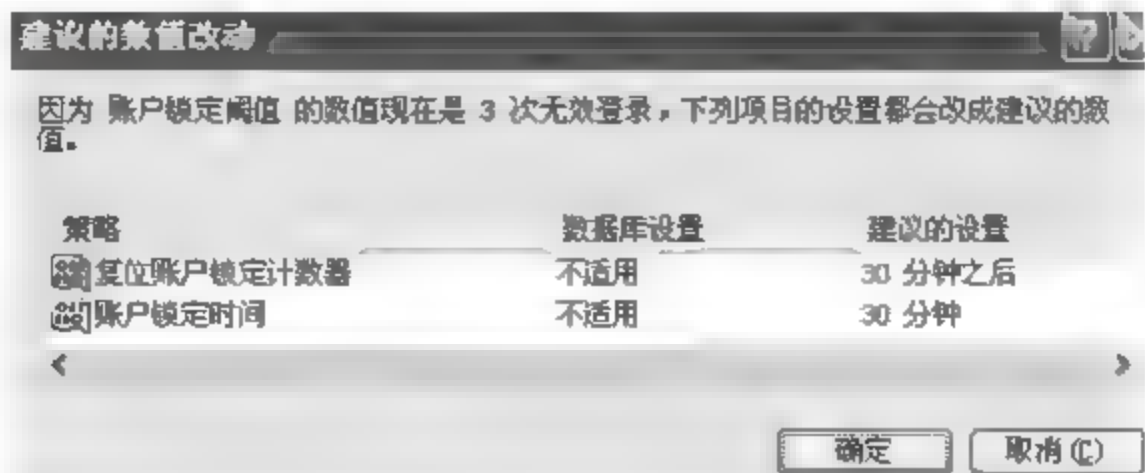 建议的数值改动
因为 账户锁定阈值 的数值现在是 3 次无效登录，下列项目的设置都会改成建议的数
值。
策略 数据库设置 建议的设置
复位账户锁定计数器 不适用 30 分钟之后
账户锁定时间 不适用 30 分钟
确定 取消(C)